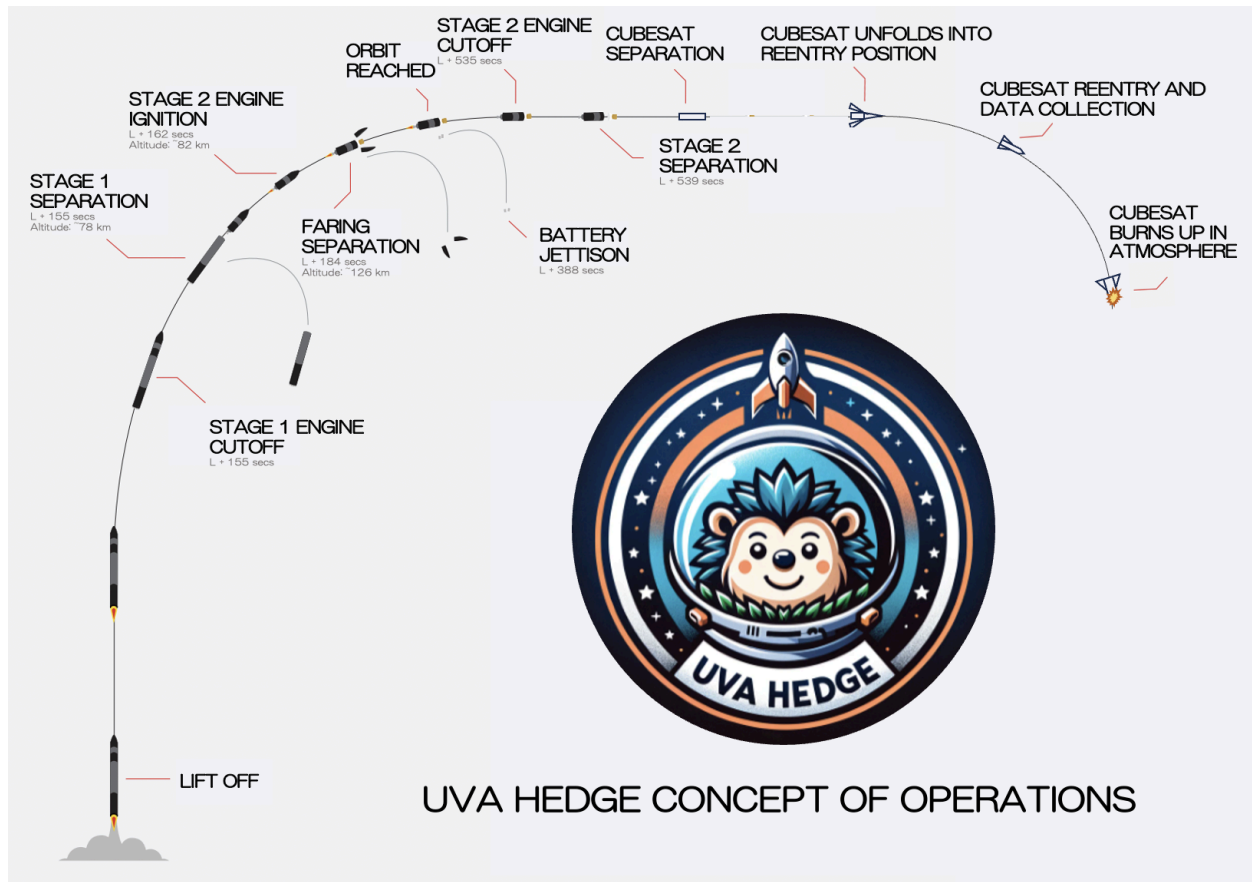 STAGE 2 ENGINE
CUTOFF
L + 535 secs
ORBIT
REACHED
CUBESAT
SEPARATION
CUBESAT UNFOLDS INTO
REENTRY POSITION
STAGE 2 ENGINE
IGNITION
L + 162 secs
Altitude: ~82 km
CUBESAT REENTRY AND
DATA COLLECTION
STAGE 2
SEPARATION
L + 539 secs
STAGE 1
SEPARATION
L + 155 secs
Altitude: ~78 km
FARING
SEPARATION
L + 184 secs
Altitude: ~126 km
BATTERY
JETTISON
L + 388 secs
CUBESAT
BURNS UP IN
ATMOSPHERE
STAGE 1 ENGINE
CUTOFF
L + 155 secs
UVA HEDGE
LIFT OFF
UVA HEDGE CONCEPT OF OPERATIONS